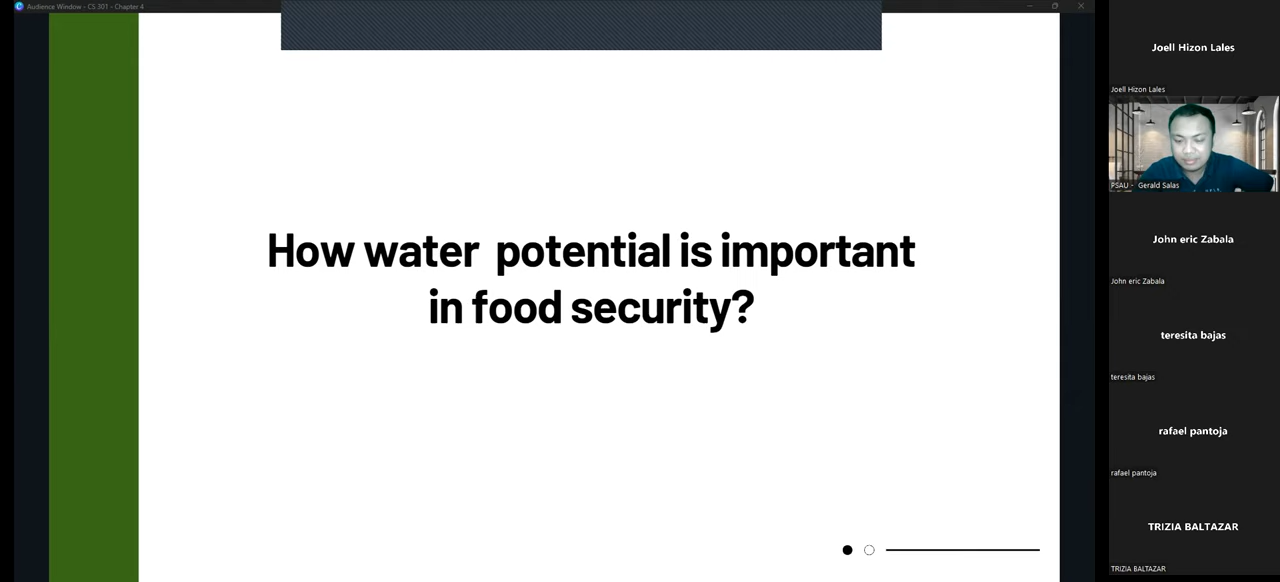 Audience Window - CS 301 - Chapter 4
How water  potential is important
in food security?
Joell Hizon Lales
Joell Hizon Lales
PSAU -  Gerald Salas
John eric Zabala
John eric Zabala
teresita bajas
teresita bajas
rafael pantoja
rafael pantoja
TRIZIA BALTAZAR
TRIZIA BALTAZAR